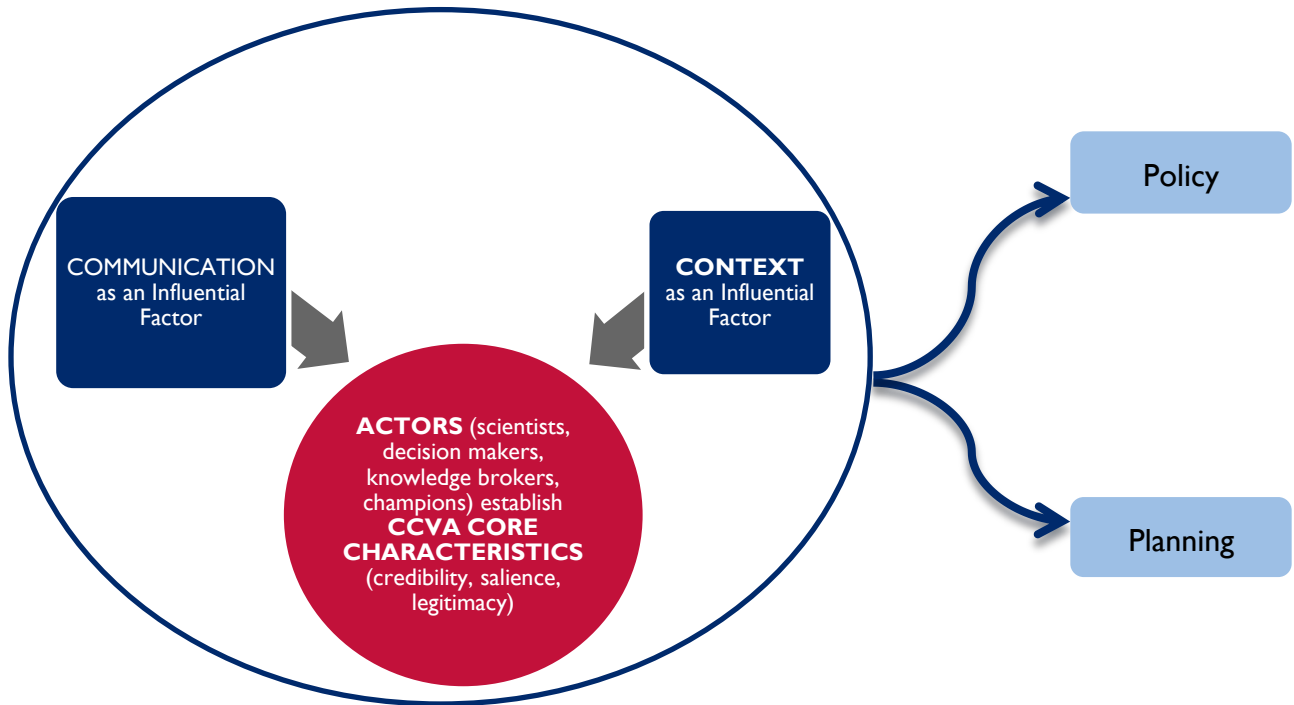 COMMUNICATION
as an Influential
Factor
CONTEXT
as an Influential
Factor
ACTORS (scientists,
decision makers,
knowledge brokers,
champions) establish
CCVA CORE
CHARACTERISTICS
(credibility, salience,
legitimacy)
Policy
Planning